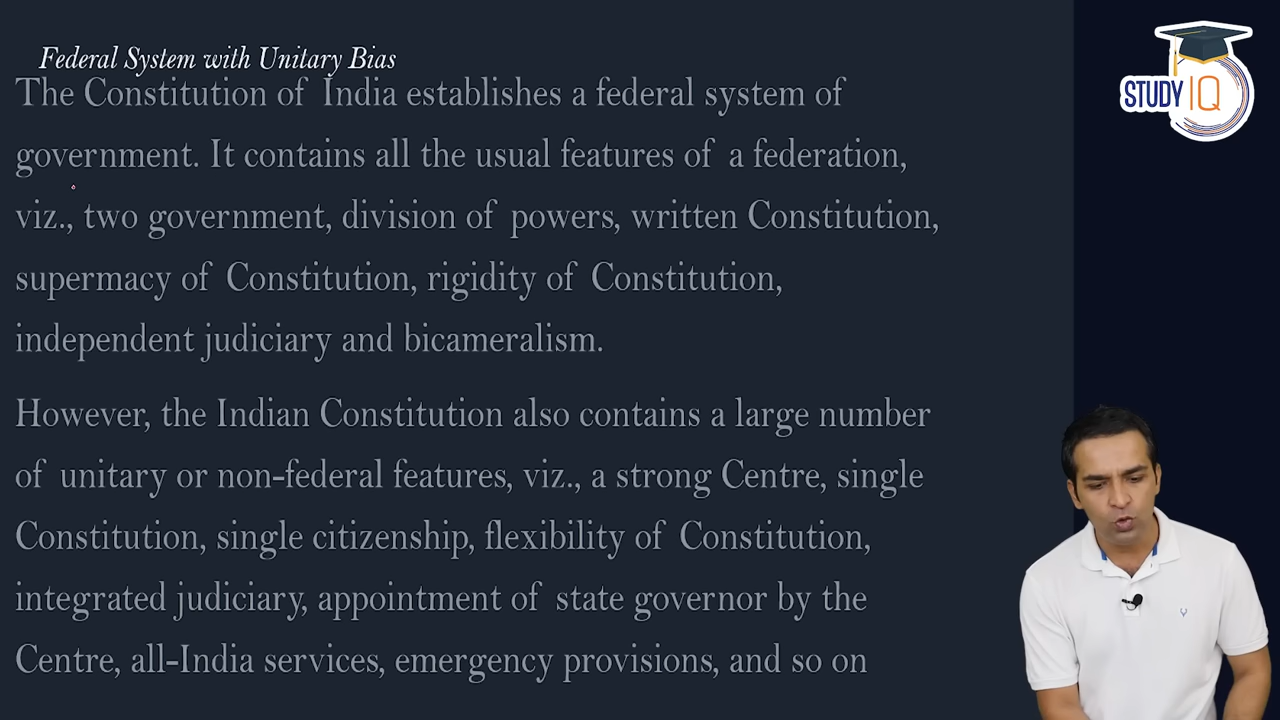 Federal System with Unitary Bias
The Constitution of India establishes a federal system of
government. It contains all the usual features of a federation,
viz., two government, division of powers, written Constitution,
supermacy of Constitution, rigidity of Constitution,
independent judiciary and bicameralism.
However, the Indian Constitution also contains a large number
of unitary or non-federal features, viz., a strong Centre, single
Constitution, single citizenship, flexibility of Constitution,
integrated judiciary, appointment of state governor by the
Centre, all-India services, emergency provisions, and so on
STUDY IQ